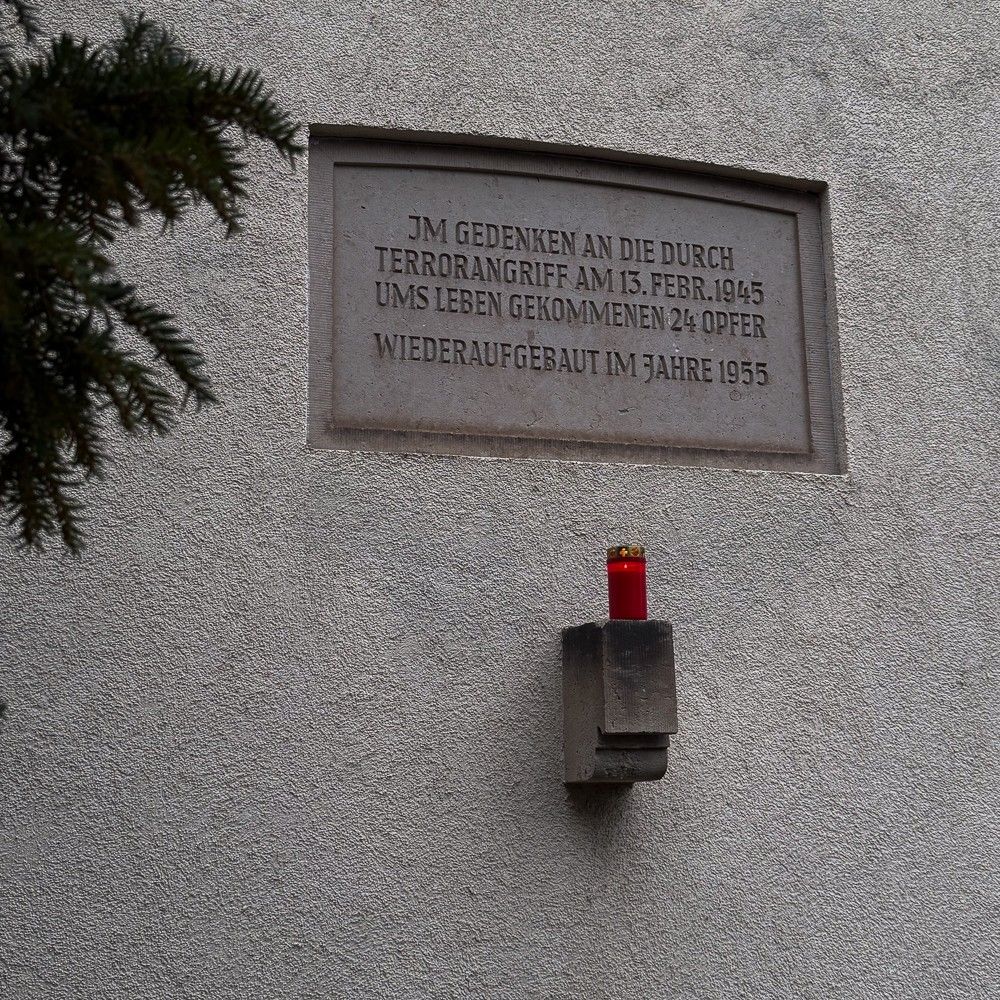 JM GEDENKEN AN DIE DURCH
TERRORANGRIFF AM 13. FEBR. 1945
UMS LEBEN GEKOMMENEN 24 OPFER
WIEDERAUFGEBAUT IM JAHRE 1955